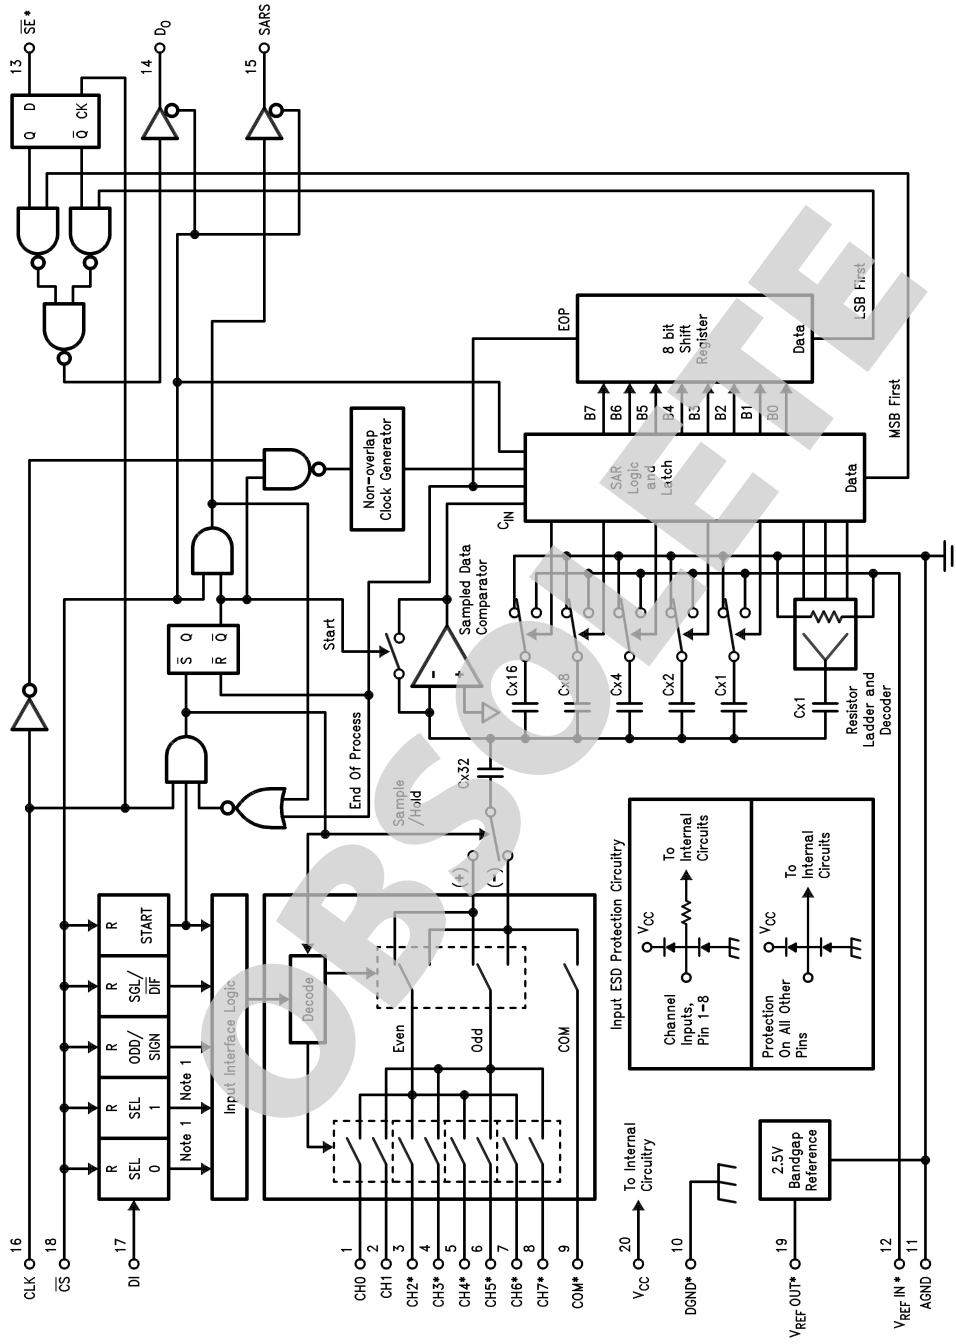 CLK 16
C̅S̅ 18
DI 17
SEL 0 R
SEL 1 R
ODD/ SIGN R
SGL/ D̅I̅F̅ R
START R
Note 1
Note 1
Input Interface Logic
Decode
Even
Odd
COM
CH0 1
CH1 2
CH2* 3
CH3* 4
CH4* 5
CH5* 6
CH6* 7
CH7* 8
COM* 9
VCC 20
To Internal
Circuitry
DGND* 10
VREF OUT* 19
2.5V
Bandgap
Reference
VREF IN* 12
AGND 11
Input ESD Protection Circuitry
Channel
Inputs,
Pin 1-8
VCC
To
Internal
Circuits
Protection
On All Other
Pins
VCC
To
Internal
Circuits
(+)
(-)
Sample
/Hold
End Of Process
Start
S̅ Q
R̅ Q̅
Cx32
Sampled Data
Comparator
- +
Cx16
Cx8
Cx4
Cx2
Cx1
Cx1
Resistor
Ladder and
Decoder
Non-overlap
Clock Generator
CIN
SAR
Logic
and
Latch
Data
B7
B6
B5
B4
B3
B2
B1
B0
EOP
8 bit
Shift
Register
Data
MSB First
LSB First
Q D
Q̅ CK
13 S̅E̅*
14 DO
15 SARS
OBSOLETE